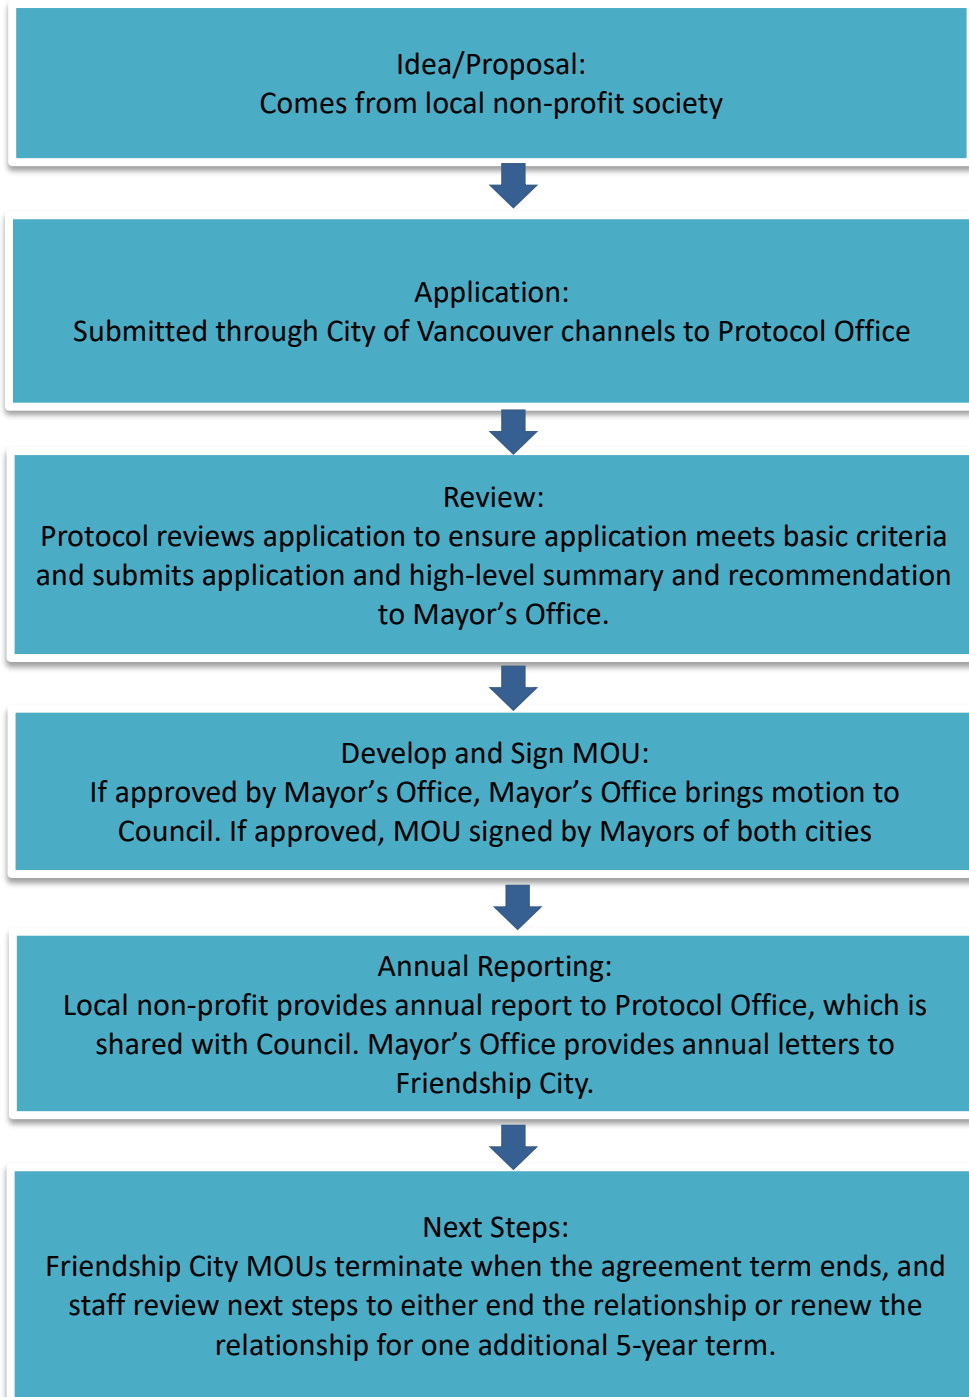 Idea/Proposal:
Comes from local non-profit society
Application:
Submitted through City of Vancouver channels to Protocol Office
Review:
Protocol reviews application to ensure application meets basic criteria
and submits application and high-level summary and recommendation
to Mayor’s Office.
Develop and Sign MOU:
If approved by Mayor’s Office, Mayor’s Office brings motion to
Council. If approved, MOU signed by Mayors of both cities
Annual Reporting:
Local non-profit provides annual report to Protocol Office, which is
shared with Council. Mayor’s Office provides annual letters to
Friendship City.
Next Steps:
Friendship City MOUs terminate when the agreement term ends, and
staff review next steps to either end the relationship or renew the
relationship for one additional 5-year term.